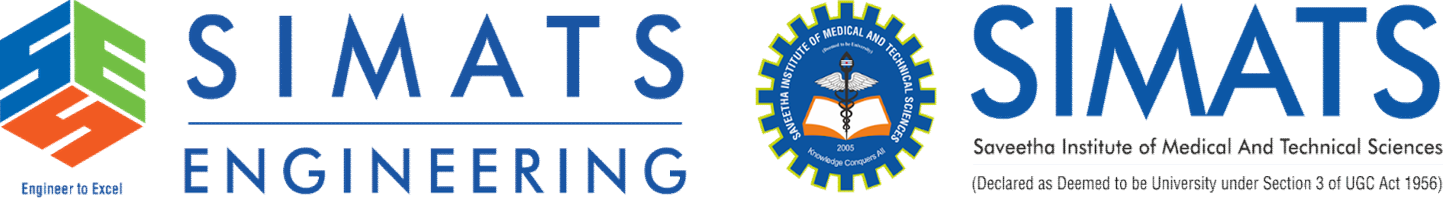 SES
Engineer to Excel
SIMATS
ENGINEERING
SAVEETHA INSTITUTE OF MEDICAL AND TECHNICAL SCIENCES
(Deemed to be University)
2005
Knowledge Conquers All
SIMATS
Saveetha Institute of Medical And Technical Sciences
(Declared as Deemed to be University under Section 3 of UGC Act 1956)